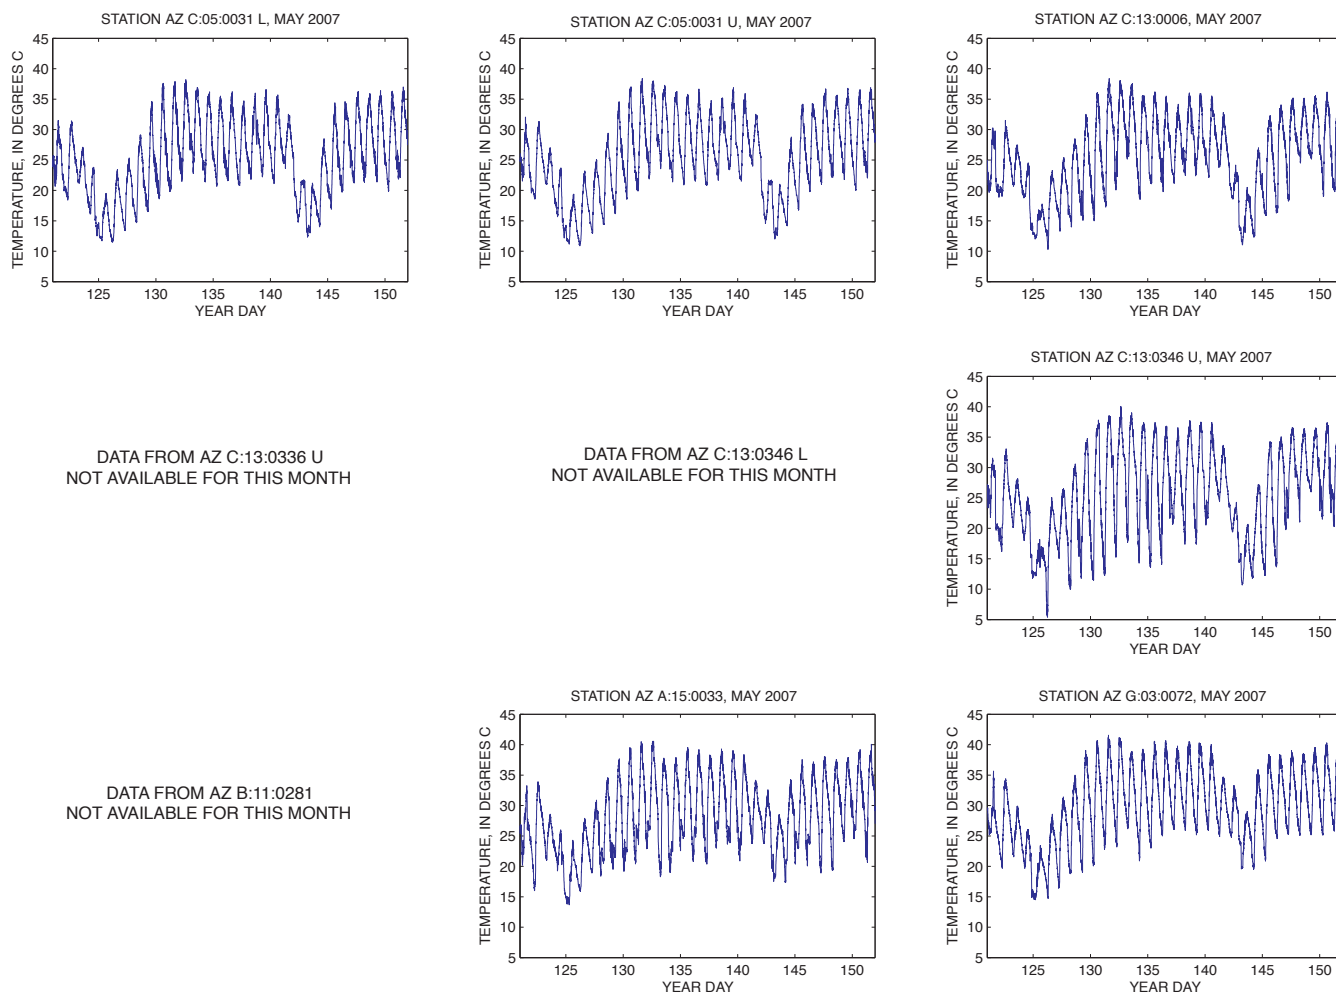 STATION AZ C:05:0031 L, MAY 2007
TEMPERATURE, IN DEGREES C
45
40
35
30
25
20
15
10
5
125 130 135 140 145 150
YEAR DAY
STATION AZ C:05:0031 U, MAY 2007
TEMPERATURE, IN DEGREES C
45
40
35
30
25
20
15
10
5
125 130 135 140 145 150
YEAR DAY
STATION AZ C:13:0006, MAY 2007
TEMPERATURE, IN DEGREES C
45
40
35
30
25
20
15
10
5
125 130 135 140 145 150
YEAR DAY
DATA FROM AZ C:13:0336 U
NOT AVAILABLE FOR THIS MONTH
DATA FROM AZ C:13:0346 L
NOT AVAILABLE FOR THIS MONTH
STATION AZ C:13:0346 U, MAY 2007
TEMPERATURE, IN DEGREES C
45
40
35
30
25
20
15
10
5
125 130 135 140 145 150
YEAR DAY
DATA FROM AZ B:11:0281
NOT AVAILABLE FOR THIS MONTH
STATION AZ A:15:0033, MAY 2007
TEMPERATURE, IN DEGREES C
45
40
35
30
25
20
15
10
5
125 130 135 140 145 150
YEAR DAY
STATION AZ G:03:0072, MAY 2007
TEMPERATURE, IN DEGREES C
45
40
35
30
25
20
15
10
5
125 130 135 140 145 150
YEAR DAY